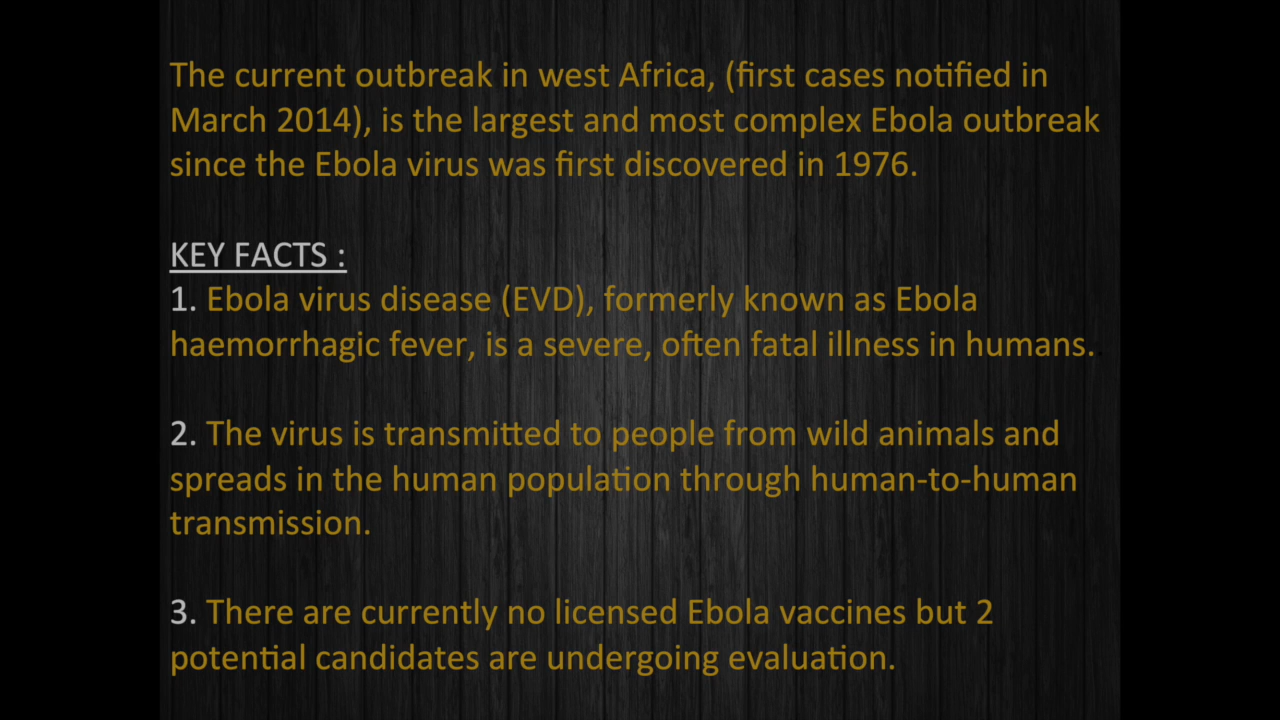 The current outbreak in west Africa, (first cases notified in
March 2014), is the largest and most complex Ebola outbreak
since the Ebola virus was first discovered in 1976.
KEY FACTS :
1. Ebola virus disease (EVD), formerly known as Ebola
haemorrhagic fever, is a severe, often fatal illness in humans.
2. The virus is transmitted to people from wild animals and
spreads in the human population through human-to-human
transmission.
3. There are currently no licensed Ebola vaccines but 2
potential candidates are undergoing evaluation.